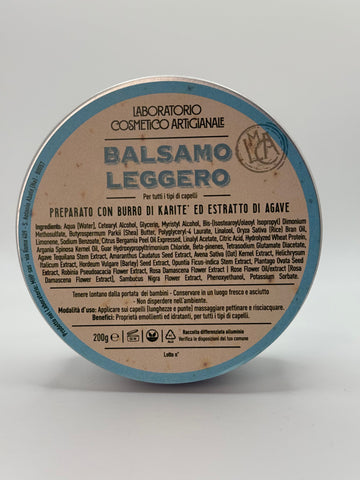 LABORATORIO
COSMETICO ARTIGIANALE
BALSAMO
LEGGERO
Per tutti i tipi di capelli
PREPARATO CON BURRO DI KARITE' ED ESTRATTO DI AGAVE
Ingredients: Aqua [Water], Cetearyl Alcohol, Glycerin, Myristyl Alcohol, Bis-(Isostearoyl/oleoyl Isopropyl) Dimonium
Methosulfate, Butyrospermum Parkii (Shea) Butter, Polyglyceryl-4 Laurate, Linalool, Oryza Sativa (Rice) Bran Oil,
Limonene, Sodium Benzoate, Citrus Bergamia Peel Oil Expressed, Linalyl Acetate, Citric Acid, Hydrolyzed Wheat Protein,
Argania Spinosa Kernel Oil, Guar Hydroxypropyltrimonium Chloride, Beta-pinenes, Tetrasodium Glutamate Diacetate,
Agave Tequilana Stem Extract, Amaranthus Caudatus Seed Extract, Avena Sativa (Oat) Kernel Extract, Helichrysum
Italicum Extract, Hordeum Vulgare (Barley) Seed Extract, Opuntia Ficus-indica Stem Extract, Plantago Ovata Seed
Extract, Robinia Pseudoacacia Flower Extract, Rosa Damascena Flower Extract [ Rose Flower Oil/extract (Rosa
Damascena Flower Extract) ], Sambucus Nigra Flower Extract, Phenoxyethanol, Potassium Sorbate.
Tenere lontano dalla portata dei bambini - Conservare in un luogo fresco e asciutto
- Non disperdere nell'ambiente.
Modalità d'uso: Applicare sui capelli (lunghezze e punte) massaggiare pettinare e risciacquare.
Benefici: Proprietà emollienti ed idratanti, per tutti i tipi di capelli.
200g e
Raccolta differenziata alluminio
Verifica le disposizioni del tuo comune
Lotto n°